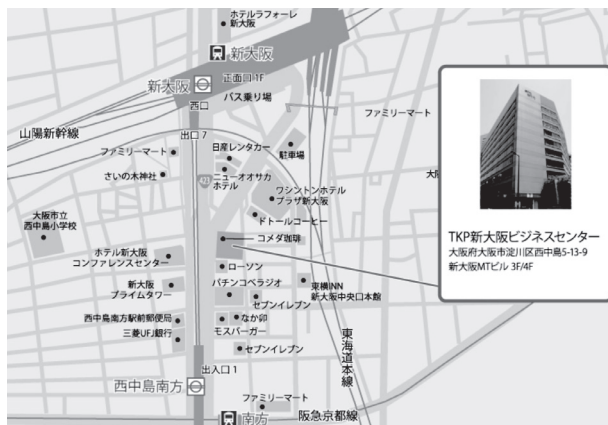 ホテルラフォーレ
新大阪
新大阪
新大阪
正面口 1F
バス乗り場
西口
山陽新幹線
出口 7
ファミリーマート
ファミリーマート
日産レンタカー
駐車場
さいの木神社
ニューオオサカ
ホテル
大阪市立
西中島小学校
ワシントンホテル
プラザ新大阪
ドトールコーヒー
コメダ珈琲
ホテル新大阪
コンファレンスセンター
ローソン
新大阪
プライムタワー
パチンコベラジオ
東横INN
新大阪中央口本館
セブンイレブン
西中島南方駅前郵便局
なか卯
三菱UFJ銀行
モスバーガー
セブンイレブン
東海道本線
出入口 1
西中島南方
ファミリーマート
南方
阪急京都線
TKP新大阪ビジネスセンター
大阪府大阪市淀川区西中島5-13-9
新大阪MTビル 3F/4F